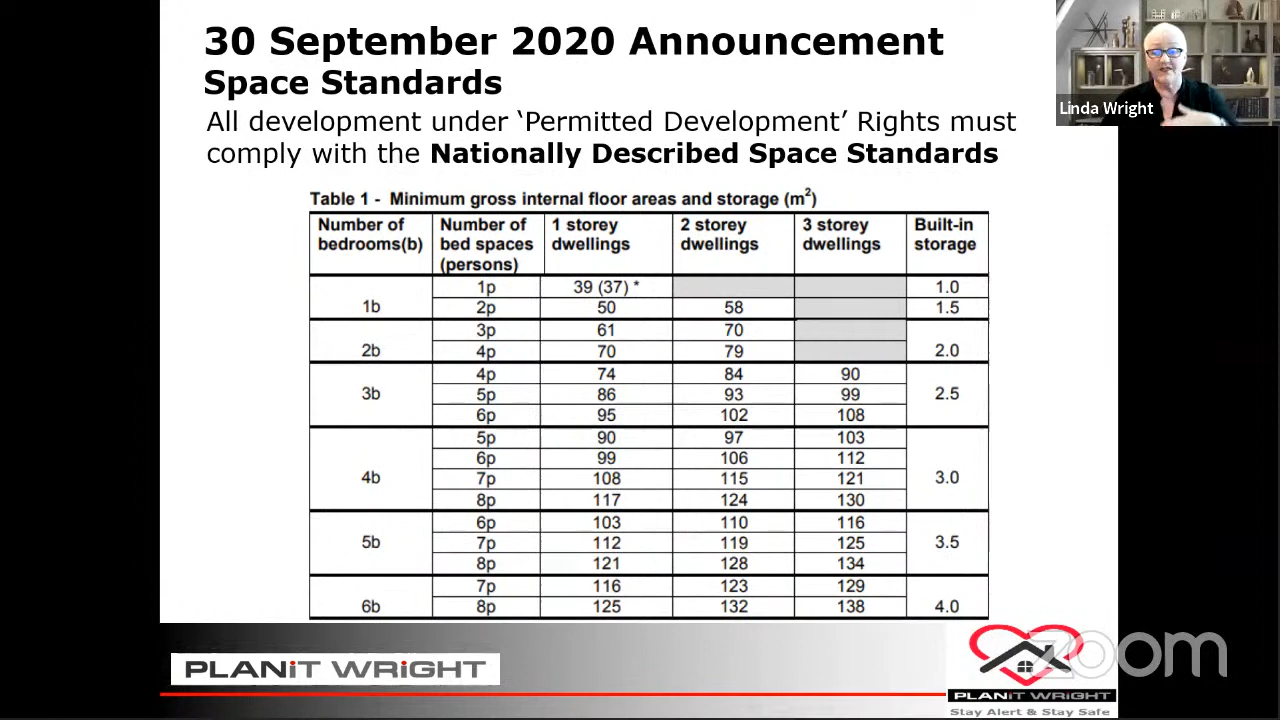 30 September 2020 Announcement
Space Standards
All development under ‘Permitted Development’ Rights must
comply with the Nationally Described Space Standards
Linda Wright
Table 1 - Minimum gross internal floor areas and storage (m²)
Number of bedrooms(b) Number of bed spaces (persons) 1 storey dwellings 2 storey dwellings 3 storey dwellings Built-in storage
1b 1p 39 (37) * 1.0
2p 50 58 1.5
2b 3p 61 70 2.0
4p 70 79
3b 4p 74 84 90 2.5
5p 86 93 99
6p 95 102 108
4b 5p 90 97 103 3.0
6p 99 106 112
7p 108 115 121
8p 117 124 130
5b 6p 103 110 116 3.5
7p 112 119 125
8p 121 128 134
6b 7p 116 123 129 4.0
8p 125 132 138
PLANiT WRiGHT
zoom
PLANiT WRiGHT
Stay Alert & Stay Safe